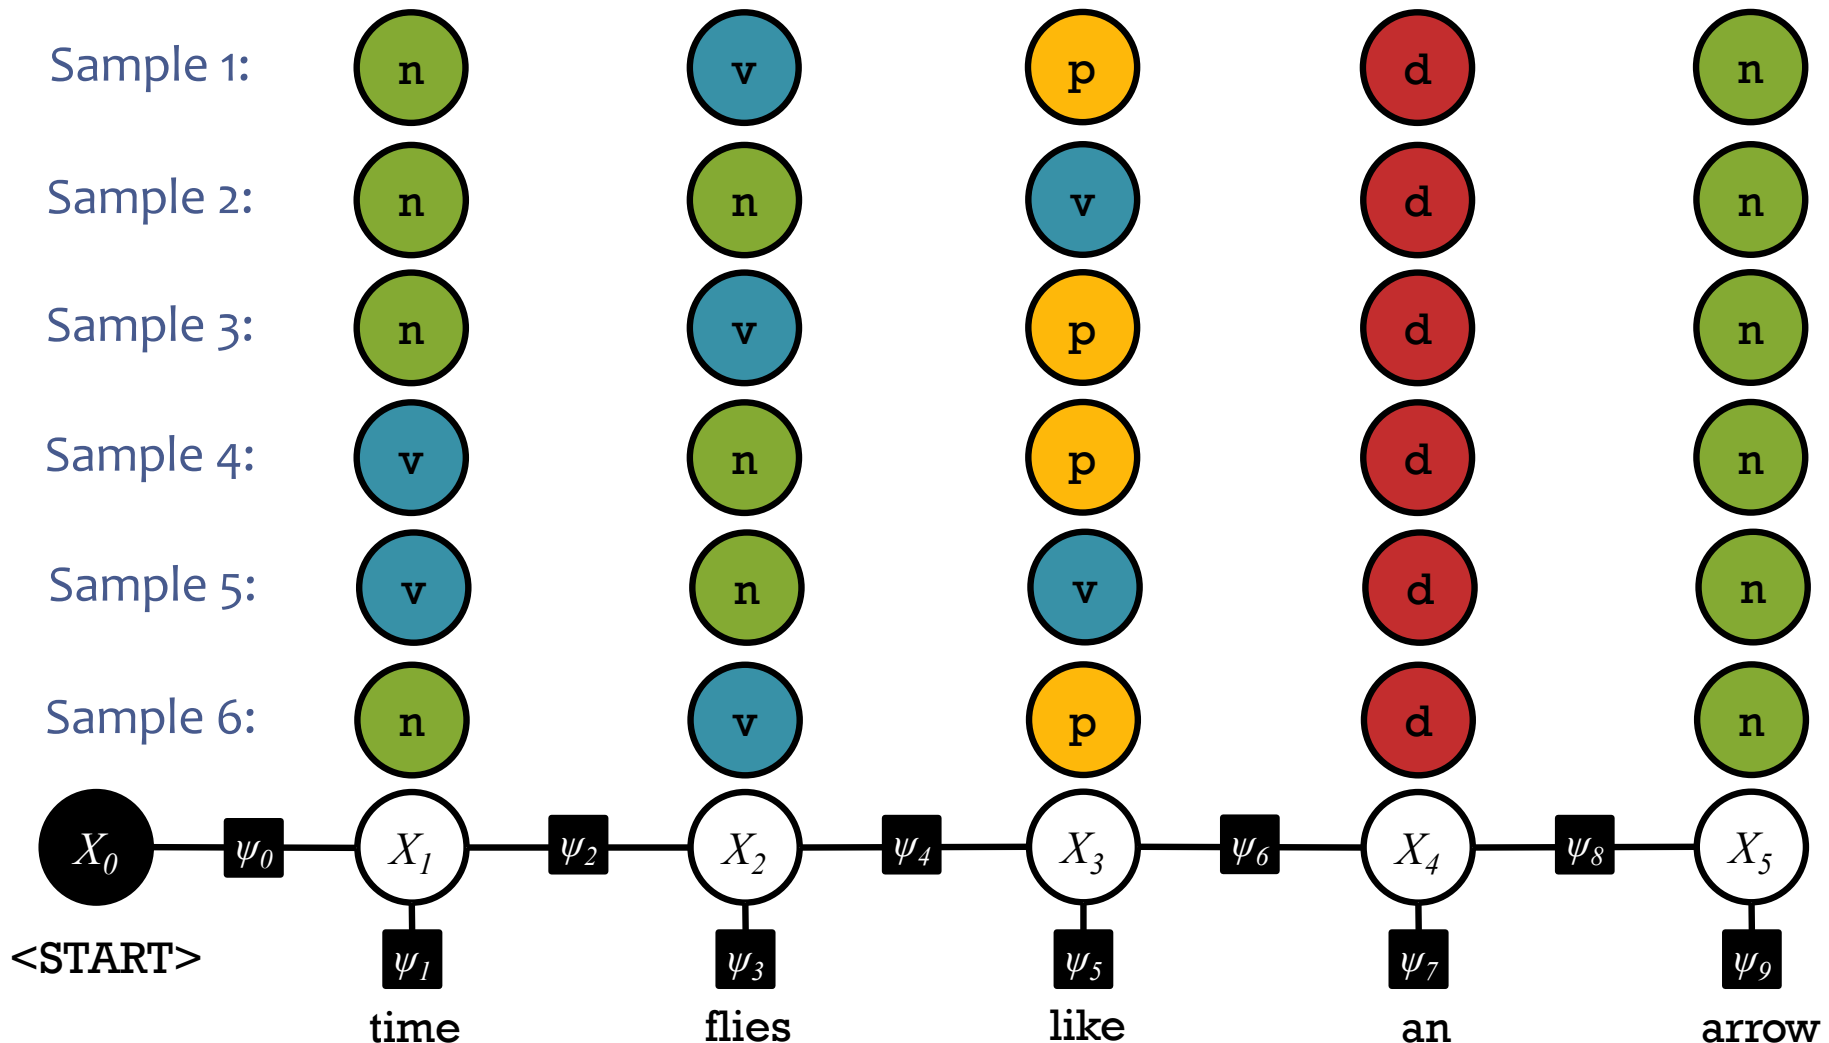 Sample 1: n v p d n
Sample 2: n n v d n
Sample 3: n v p d n
Sample 4: v n p d n
Sample 5: v n v d n
Sample 6: n v p d n
X₀ ψ₀ X₁ ψ₂ X₂ ψ₄ X₃ ψ₆ X₄ ψ₈ X₅
<START> ψ₁ ψ₃ ψ₅ ψ₇ ψ₉
time flies like an arrow